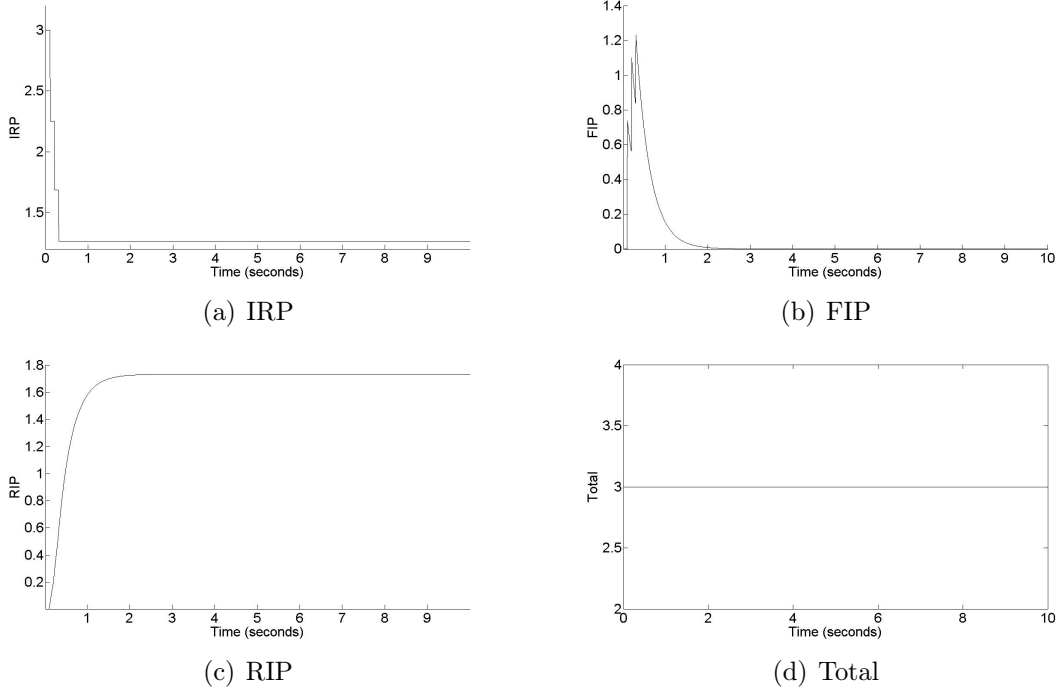 3
2.5
2
1.5
IRP
0 1 2 3 4 5 6 7 8 9
Time (seconds)
(a) IRP
1.4
1.2
1
0.8
0.6
0.4
0.2
0
FIP
1 2 3 4 5 6 7 8 9 10
Time (seconds)
(b) FIP
1.8
1.6
1.4
1.2
1
0.8
0.6
0.4
0.2
RIP
1 2 3 4 5 6 7 8 9
Time (seconds)
(c) RIP
4
3.5
3
2.5
2
Total
0 2 4 6 8 10
Time (seconds)
(d) Total